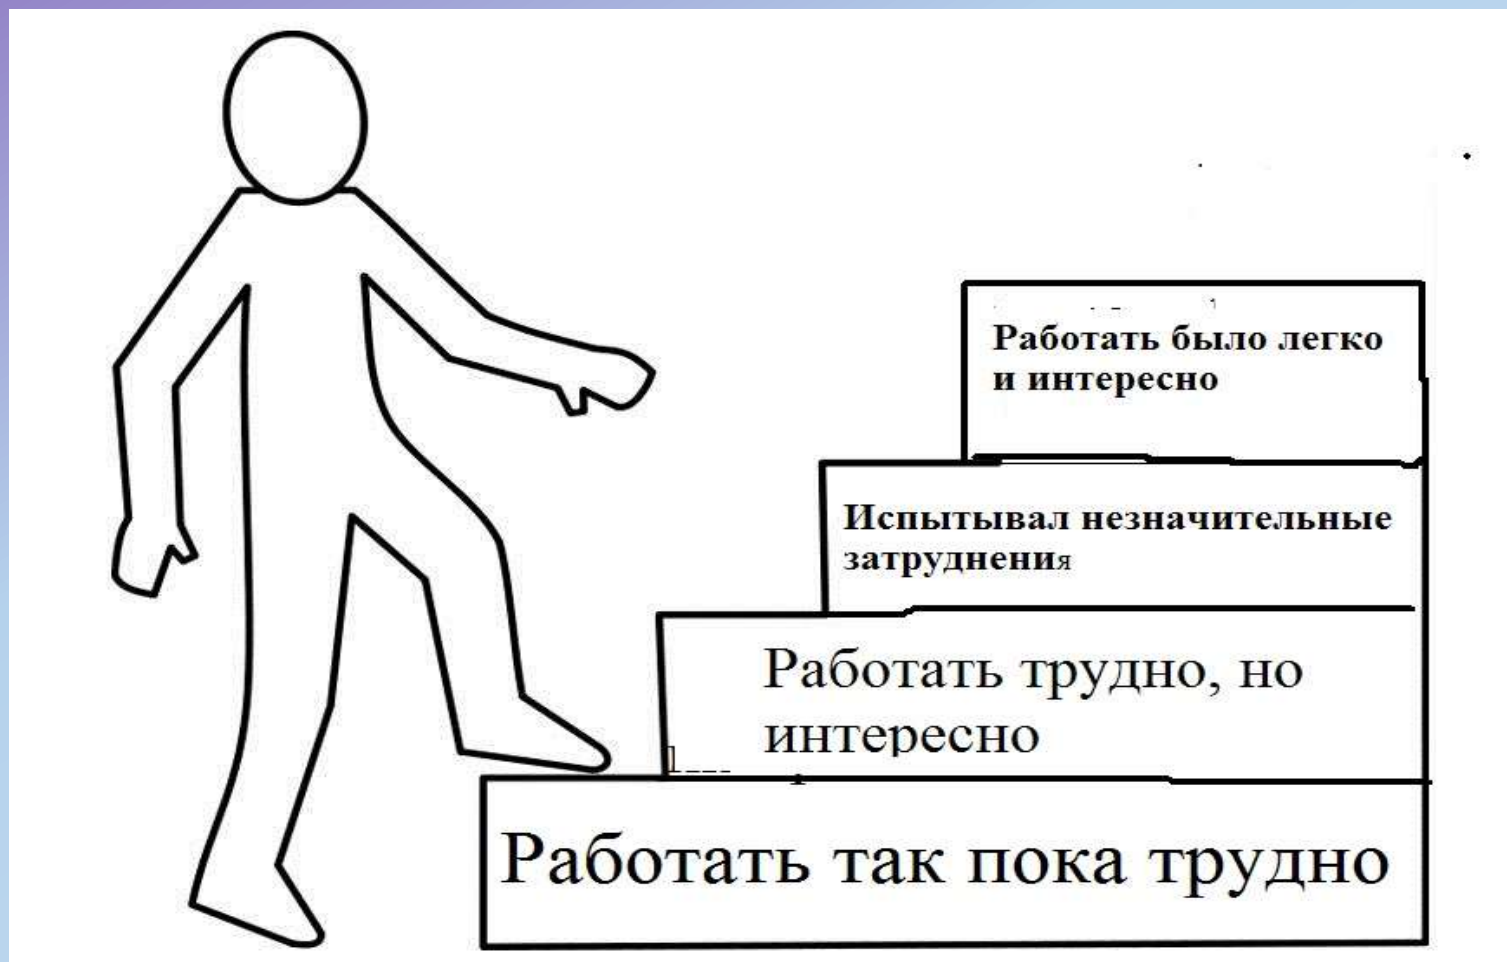 Работать было легко
и интересно
Испытывал незначительные
затруднения
Работать трудно, но
интересно
Работать так пока трудно